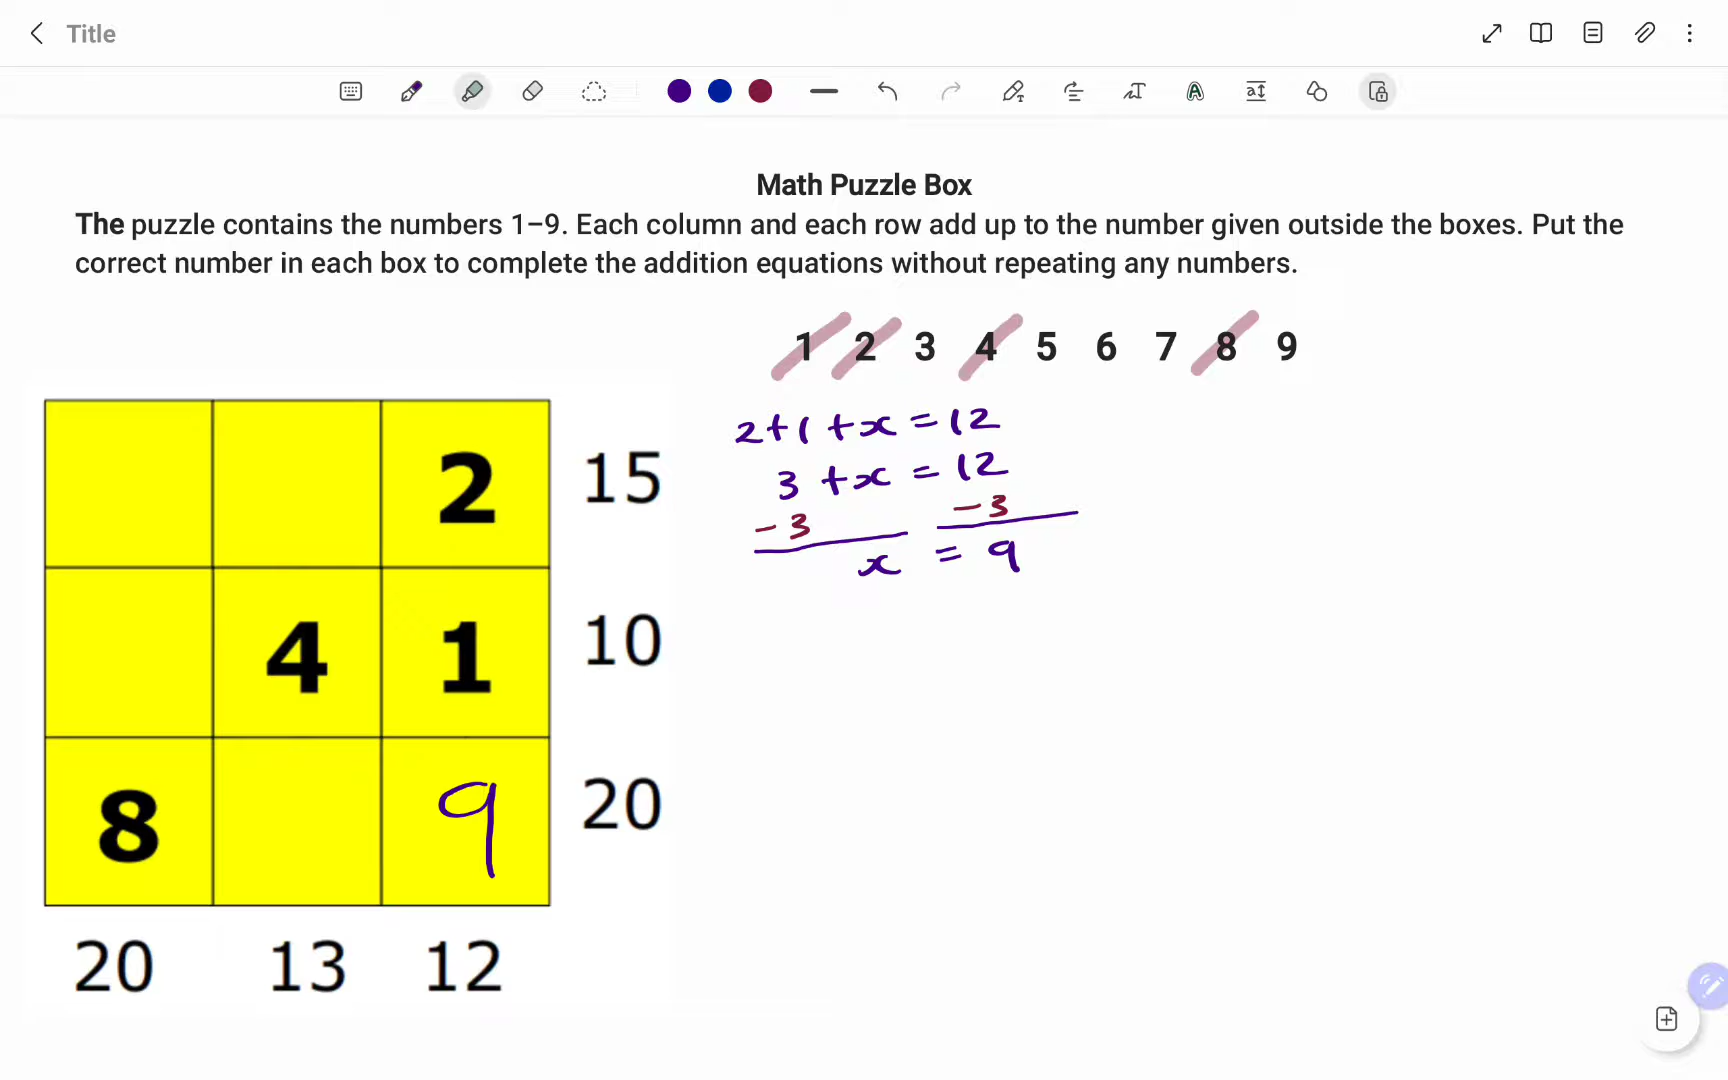 Title
Math Puzzle Box
The puzzle contains the numbers 1–9. Each column and each row add up to the number given outside the boxes. Put the
correct number in each box to complete the addition equations without repeating any numbers.
1 2 3 4 5 6 7 8 9
2+1+x=12
3+x=12
-3 -3
x = 9
2 15
4 1 10
8 9 20
20 13 12